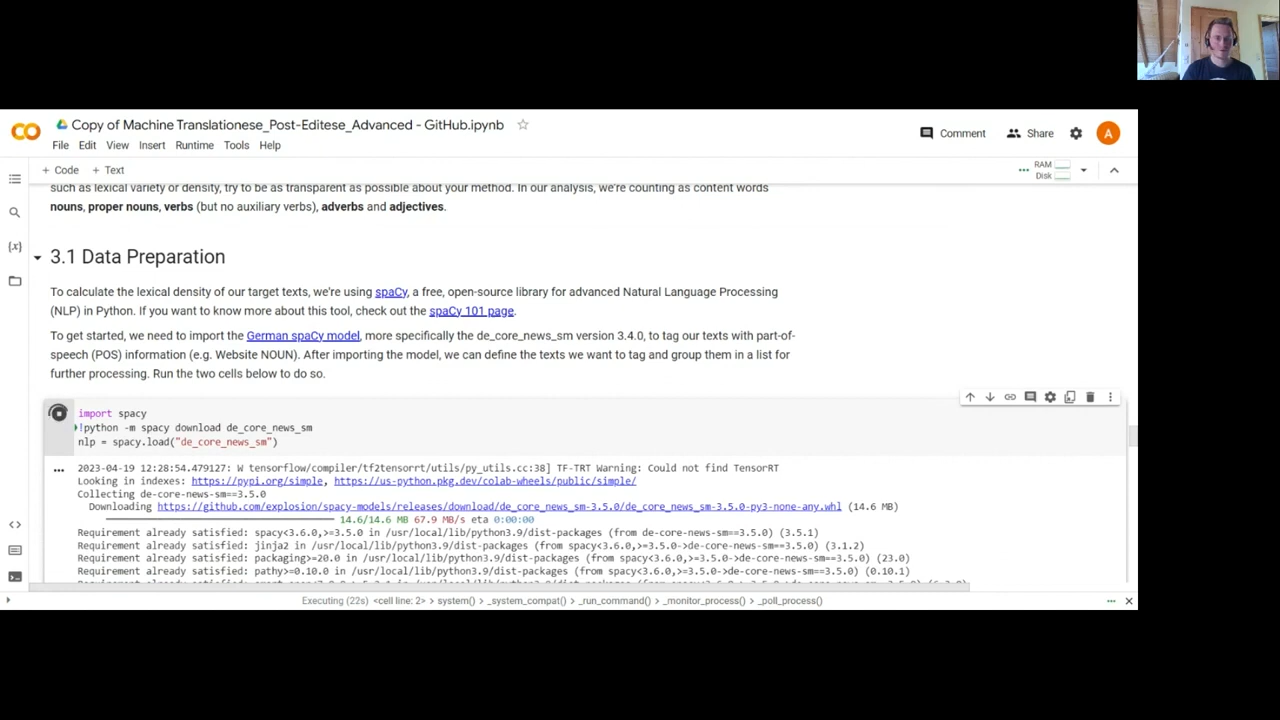 Copy of Machine Translationese_Post-Editese_Advanced - GitHub.ipynb
Comment
Share
A
File Edit View Insert Runtime Tools Help
+ Code + Text
RAM
Disk
such as lexical variety or density, try to be as transparent as possible about your method. In our analysis, we're counting as content words
nouns, proper nouns, verbs (but no auxiliary verbs), adverbs and adjectives.
3.1 Data Preparation
To calculate the lexical density of our target texts, we're using spaCy, a free, open-source library for advanced Natural Language Processing
(NLP) in Python. If you want to know more about this tool, check out the spaCy 101 page.
To get started, we need to import the German spaCy model, more specifically the de_core_news_sm version 3.4.0, to tag our texts with part-of-
speech (POS) information (e.g. Website NOUN). After importing the model, we can define the texts we want to tag and group them in a list for
further processing. Run the two cells below to do so.
import spacy
!python -m spacy download de_core_news_sm
nlp = spacy.load("de_core_news_sm")
2023-04-19 12:28:54.479127: W tensorflow/compiler/tf2tensorrt/utils/py_utils.cc:38] TF-TRT Warning: Could not find TensorRT
Looking in indexes: https://pypi.org/simple, https://us-python.pkg.dev/colab-wheels/public/simple/
Collecting de-core-news-sm==3.5.0
Downloading https://github.com/explosion/spacy-models/releases/download/de_core_news_sm-3.5.0/de_core_news_sm-3.5.0-py3-none-any.whl (14.6 MB)
14.6/14.6 MB 67.9 MB/s eta 0:00:00
Requirement already satisfied: spacy<3.6.0,>=3.5.0 in /usr/local/lib/python3.9/dist-packages (from de-core-news-sm==3.5.0) (3.5.1)
Requirement already satisfied: jinja2 in /usr/local/lib/python3.9/dist-packages (from spacy<3.6.0,>=3.5.0->de-core-news-sm==3.5.0) (3.1.2)
Requirement already satisfied: packaging>=20.0 in /usr/local/lib/python3.9/dist-packages (from spacy<3.6.0,>=3.5.0->de-core-news-sm==3.5.0) (23.0)
Requirement already satisfied: pathy>=0.10.0 in /usr/local/lib/python3.9/dist-packages (from spacy<3.6.0,>=3.5.0->de-core-news-sm==3.5.0) (0.10.1)
Executing (22s) <cell line: 2> > system() > _system_compat() > _run_command() > _monitor_process() > _poll_process()